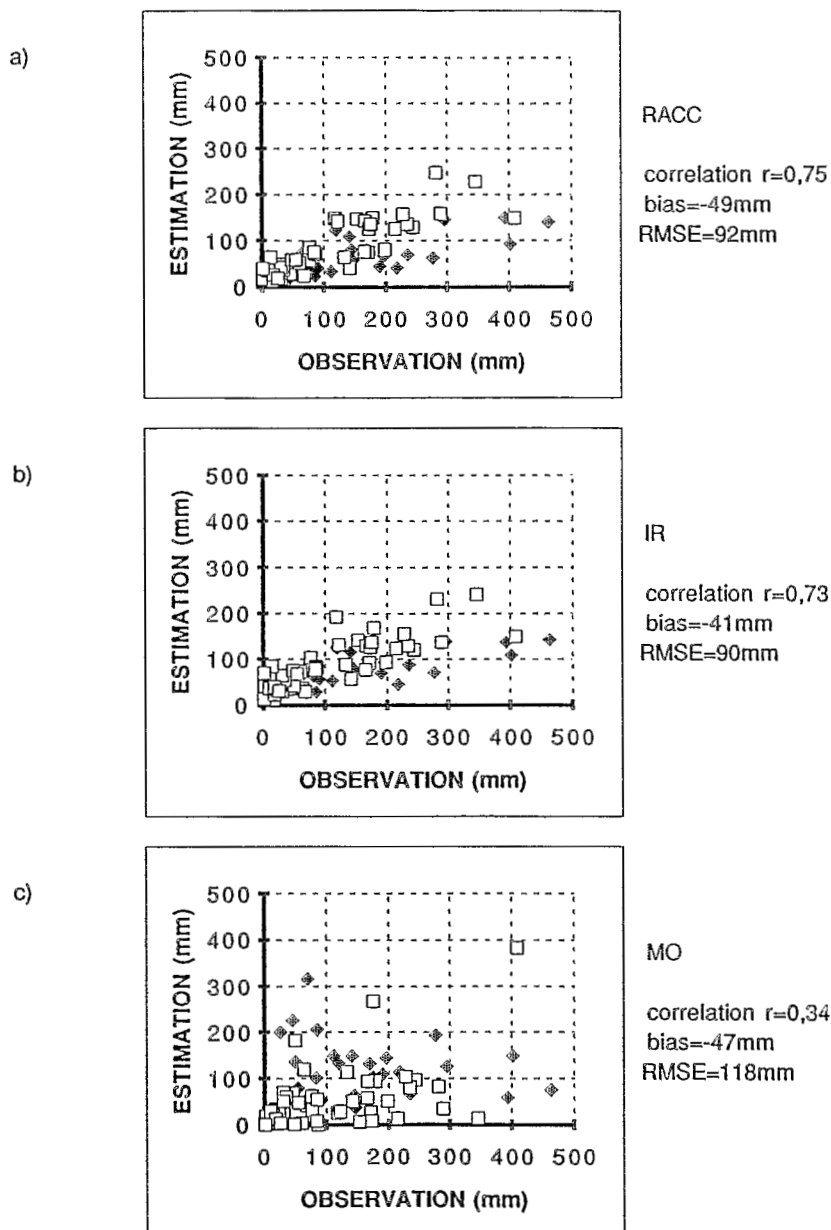 a)
ESTIMATION (mm)
500
400
300
200
100
0
0 100 200 300 400 500
OBSERVATION (mm)
RACC
correlation r=0,75
bias=-49mm
RMSE=92mm
b)
ESTIMATION (mm)
500
400
300
200
100
0
0 100 200 300 400 500
OBSERVATION (mm)
IR
correlation r=0,73
bias=-41mm
RMSE=90mm
c)
ESTIMATION (mm)
500
400
300
200
100
0
0 100 200 300 400 500
OBSERVATION (mm)
MO
correlation r=0,34
bias=-47mm
RMSE=118mm